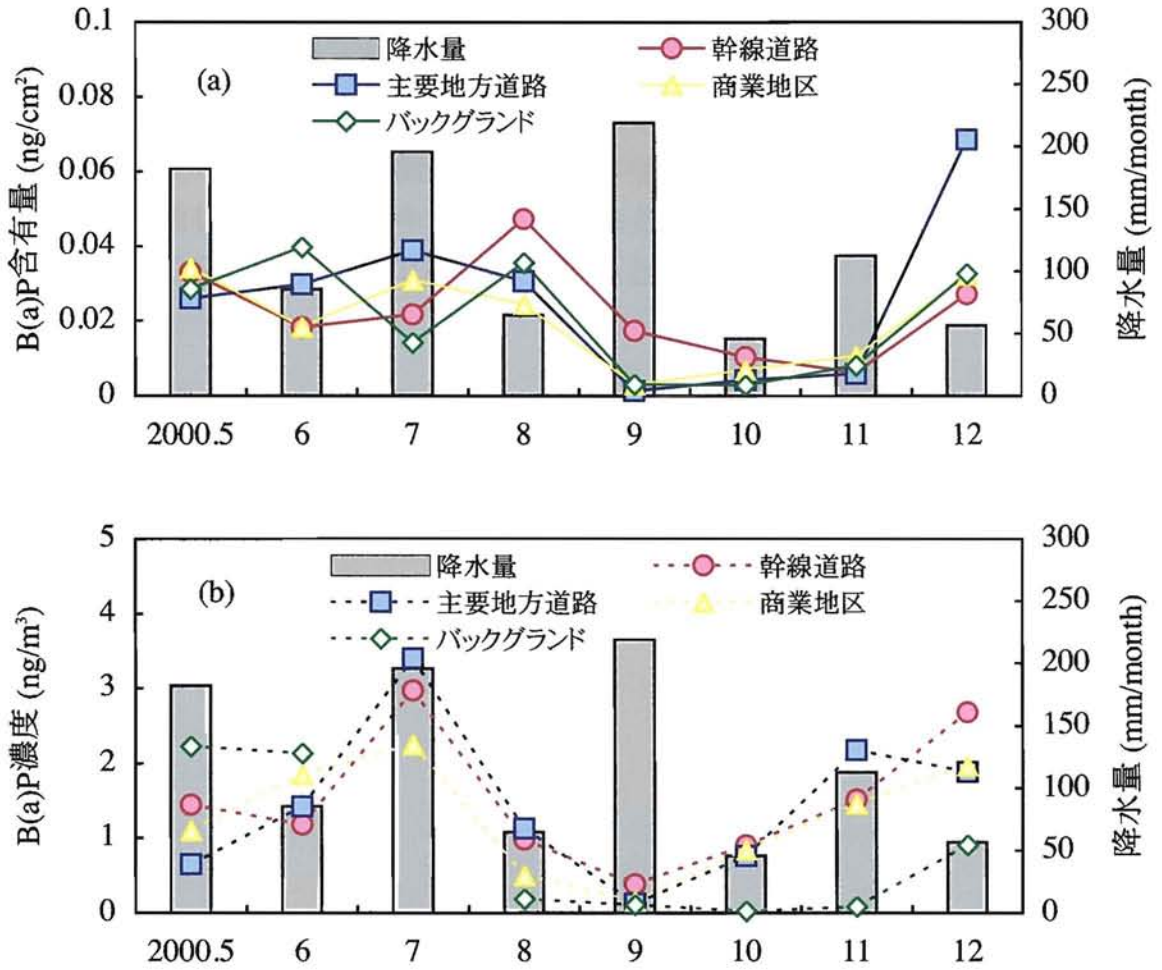 0.1 300
降水量 幹線道路
(a)
主要地方道路 商業地区
バックグランド
0.08 250
0.06 200
150
0.04
100
0.02
50
0 0
B(a)P含有量 (ng/cm²)
降水量 (mm/month)
2000.5 6 7 8 9 10 11 12
5 300
降水量 幹線道路
(b)
主要地方道路 商業地区
バックグランド
4 250
3 200
150
2
100
1
50
0 0
B(a)P濃度 (ng/m³)
降水量 (mm/month)
2000.5 6 7 8 9 10 11 12